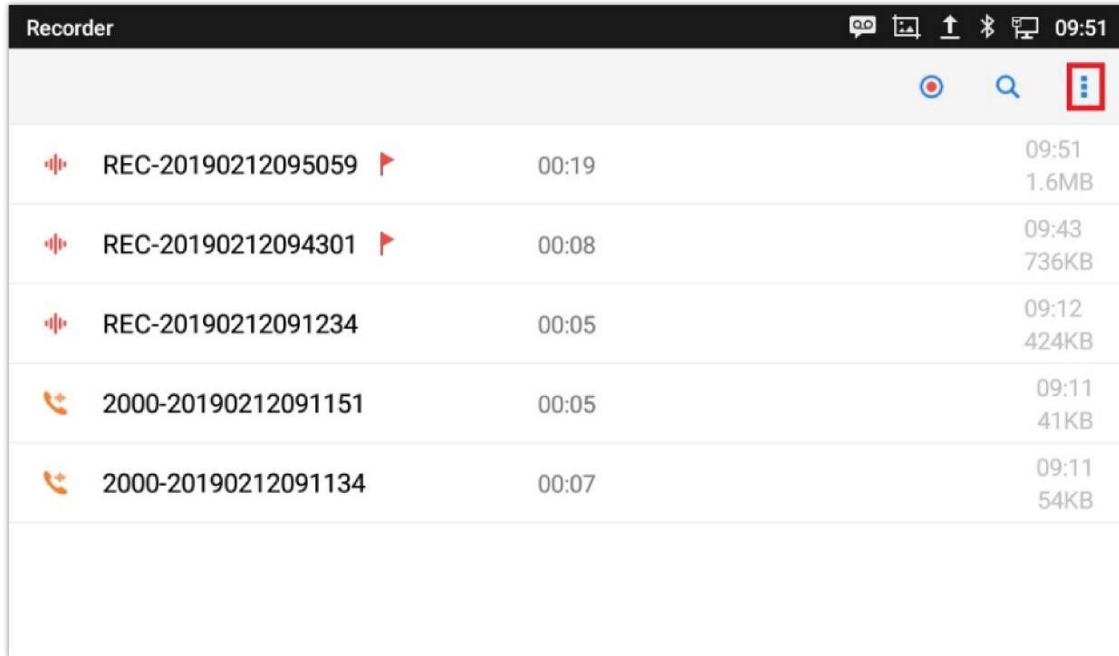 Recorder 09:51
REC-20190212095059 00:19 09:51
1.6MB
REC-20190212094301 00:08 09:43
736KB
REC-20190212091234 00:05 09:12
424KB
2000-20190212091151 00:05 09:11
41KB
2000-20190212091134 00:07 09:11
54KB